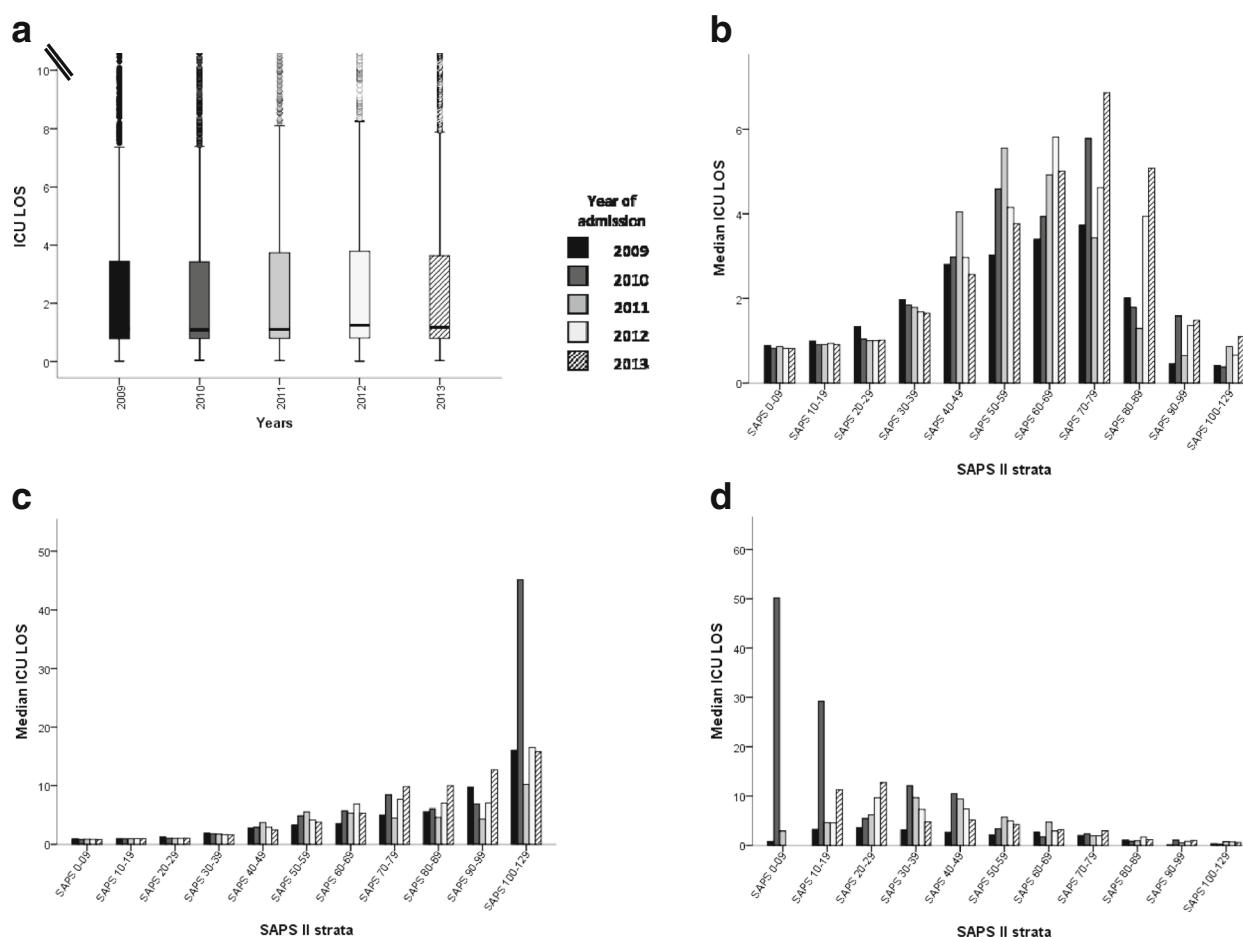 a
10
8
6
4
2
0
ICU LOS
2009
2010
2011
2012
2013
Years
Year of
admission
2009
2010
2011
2012
2013
b
6
4
2
0
Median ICU LOS
SAPS 0-09
SAPS 10-19
SAPS 20-29
SAPS 30-39
SAPS 40-49
SAPS 50-59
SAPS 60-69
SAPS 70-79
SAPS 80-89
SAPS 90-99
SAPS 100-129
SAPS II strata
c
50
40
30
20
10
0
Median ICU LOS
SAPS 0-09
SAPS 10-19
SAPS 20-29
SAPS 30-39
SAPS 40-49
SAPS 50-59
SAPS 60-69
SAPS 70-79
SAPS 80-89
SAPS 90-99
SAPS 100-129
SAPS II strata
d
60
50
40
30
20
10
0
Median ICU LOS
SAPS 0-09
SAPS 10-19
SAPS 20-29
SAPS 30-39
SAPS 40-49
SAPS 50-59
SAPS 60-69
SAPS 70-79
SAPS 80-89
SAPS 90-99
SAPS 100-129
SAPS II strata